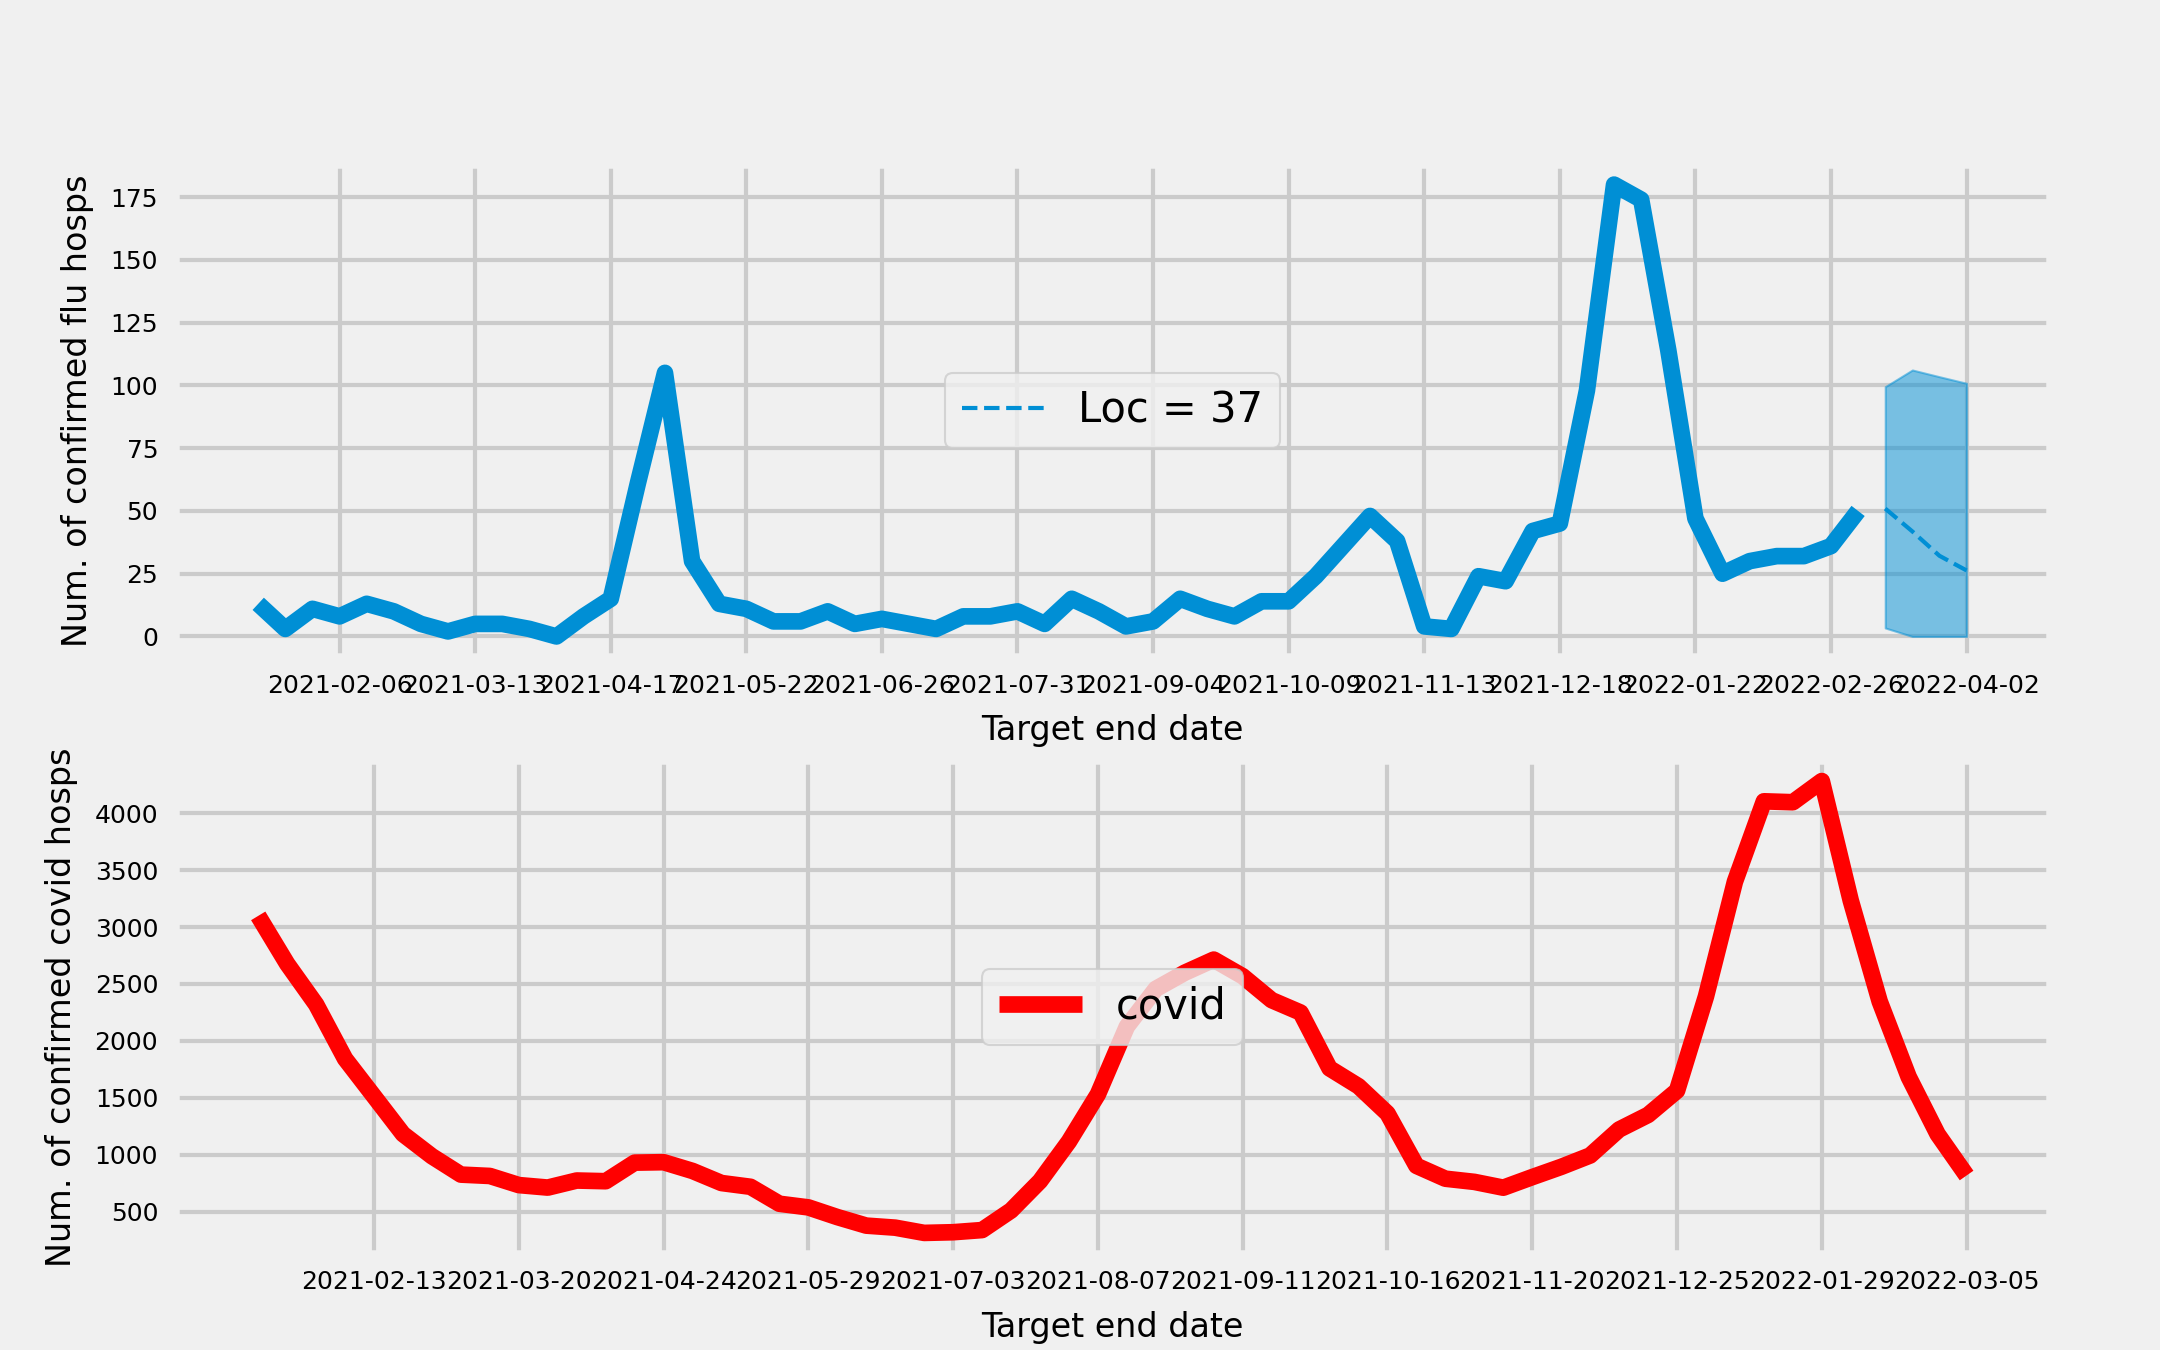 Num. of confirmed flu hosps
175
150
125
100
75
50
25
0
Loc = 37
2021-02-06 2021-03-13 2021-04-17 2021-05-22 2021-06-26 2021-07-31 2021-09-04 2021-10-09 2021-11-13 2021-12-18 2022-01-22 2022-02-26 2022-04-02
Target end date
Num. of confirmed covid hosps
4000
3500
3000
2500
2000
1500
1000
500
covid
2021-02-13 2021-03-20 2021-04-24 2021-05-29 2021-07-03 2021-08-07 2021-09-11 2021-10-16 2021-11-20 2021-12-25 2022-01-29 2022-03-05
Target end date